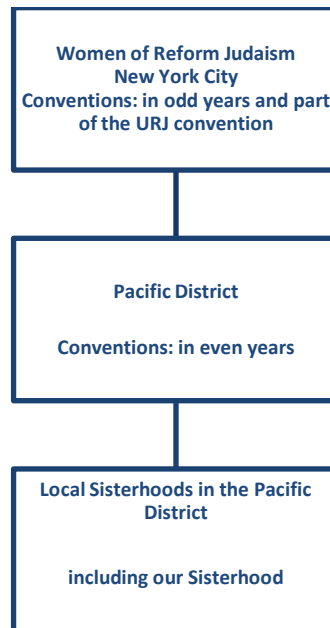 Women of Reform Judaism
New York City
Conventions: in odd years and part
of the URJ convention
Pacific District
Conventions: in even years
Local Sisterhoods in the Pacific
District
including our Sisterhood